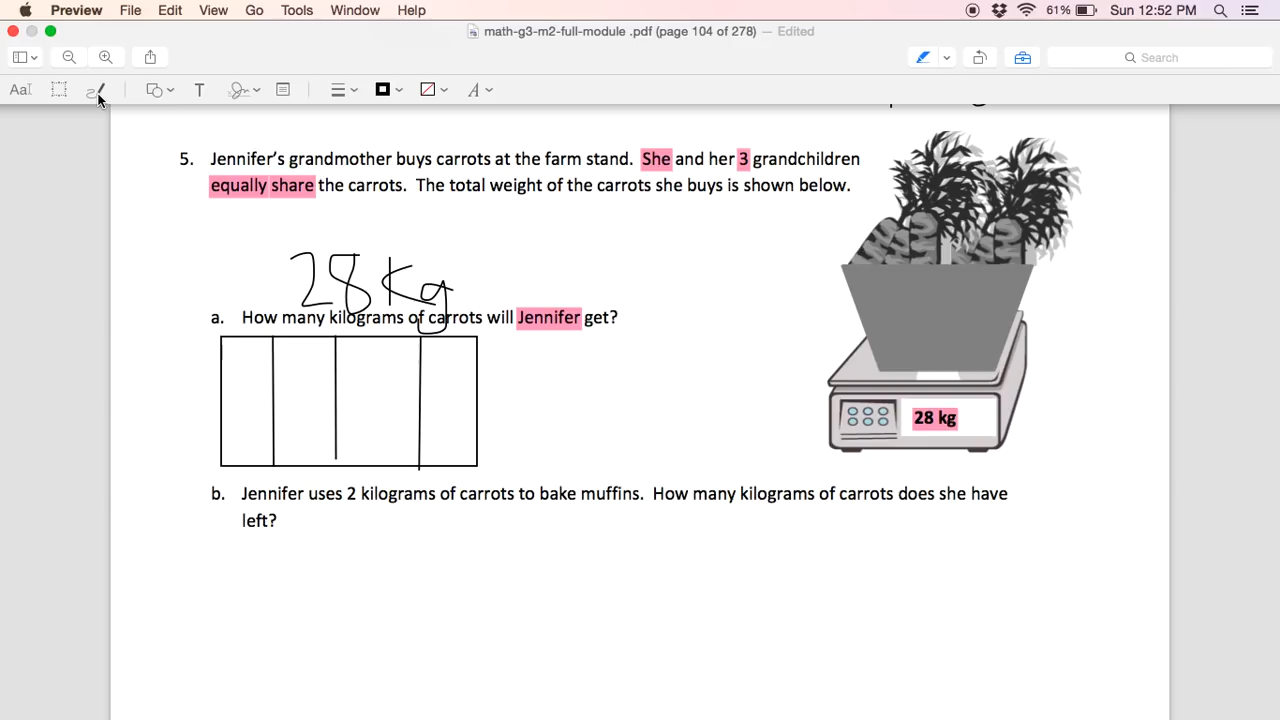 Preview File Edit View Go Tools Window Help 61% Sun 12:52 PM
math-g3-m2-full-module .pdf (page 104 of 278) — Edited
Search
AaI T A
5. Jennifer’s grandmother buys carrots at the farm stand. She and her 3 grandchildren
equally share the carrots. The total weight of the carrots she buys is shown below.
28 kg
a. How many kilograms of carrots will Jennifer get?
28 kg
b. Jennifer uses 2 kilograms of carrots to bake muffins. How many kilograms of carrots does she have
left?